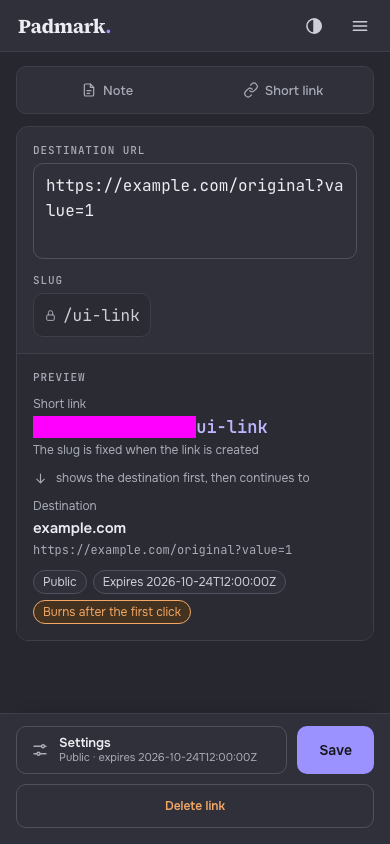 Padmark.
Note
Short link
DESTINATION URL
https://example.com/original?va
lue=1
SLUG
/ui-link
PREVIEW
Short link
ui-link
The slug is fixed when the link is created
↓ shows the destination first, then continues to
Destination
example.com
https://example.com/original?value=1
Public
Expires 2026-10-24T12:00:00Z
Burns after the first click
Settings
Public · expires 2026-10-24T12:00:00Z
Save
Delete link